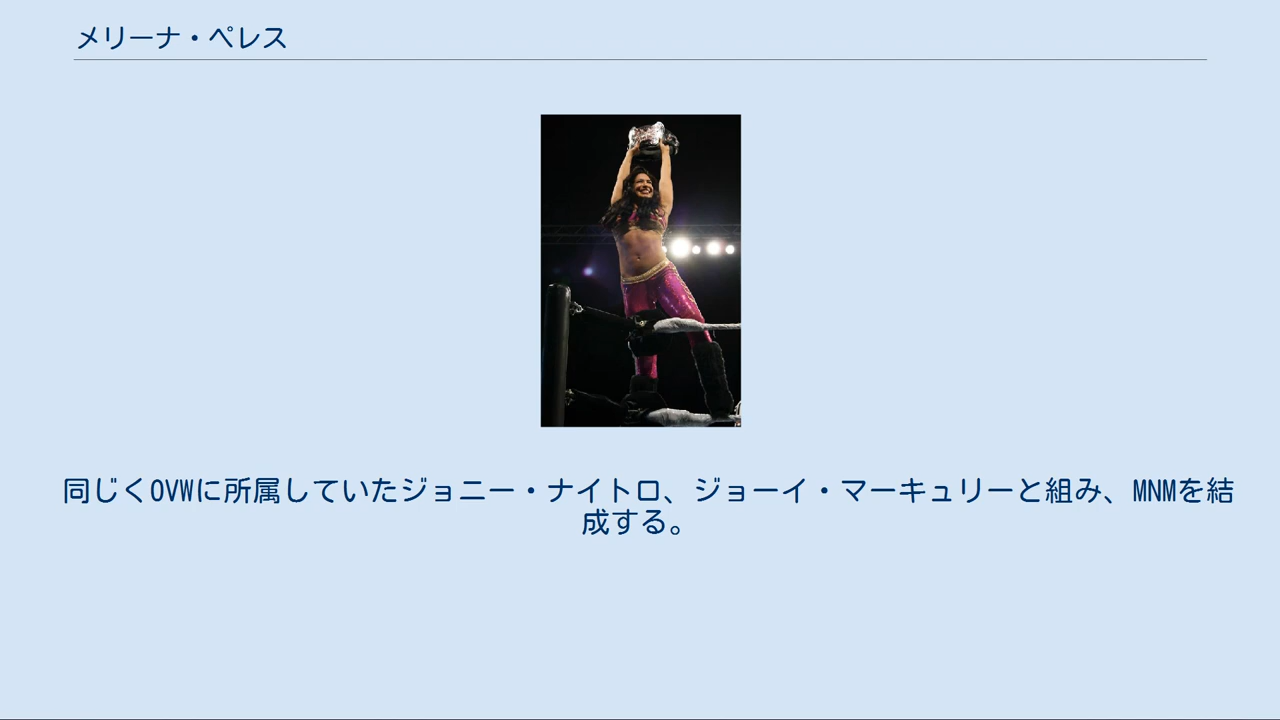 メリーナ・ペレス
同じくOVWに所属していたジョニー・ナイトロ、ジョーイ・マーキュリーと組み、MNMを結
成する。